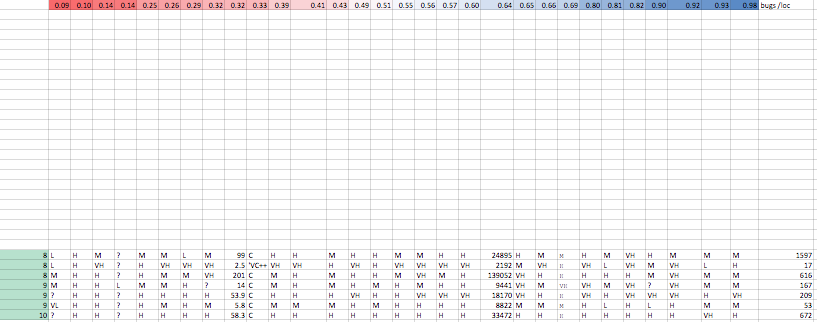 0.09 0.10 0.14 0.14 0.25 0.26 0.29 0.32 0.32 0.33 0.39 0.41 0.43 0.49 0.51 0.55 0.56 0.57 0.60 0.64 0.65 0.66 0.69 0.80 0.81 0.82 0.90 0.92 0.93 0.98 bugs /loc
8 L H M ? M M L M 99 C H H M H H H M M H 24895 H M M H M VH H M M M 1597
8 L H VH ? H VH VH VH 2.5 'VC++ VH VH H VH H VH VH VH VH 2192 M VH VH L VH M VH L H 17
8 M H H ? H M M VH 201 C M H M H H H M VH M 139052 VH H H H H M VH M M 616
9 M H H L M M H ? 14 C M H M H H M M H H 9441 VH M VH VH M VH ? VH M M 167
9 ? H H H H H H H 53.9 C H H VH H H VH VH VH VH 18170 VH H VH H VH VH VH H VH 209
9 VL H H ? H M H M 5.8 C M H M H M H H M H 8822 M M H L H L H M M 53
10 ? H H H H H H H 58.3 C H H H H H H H H H 33472 H H H H H H H VH H 672